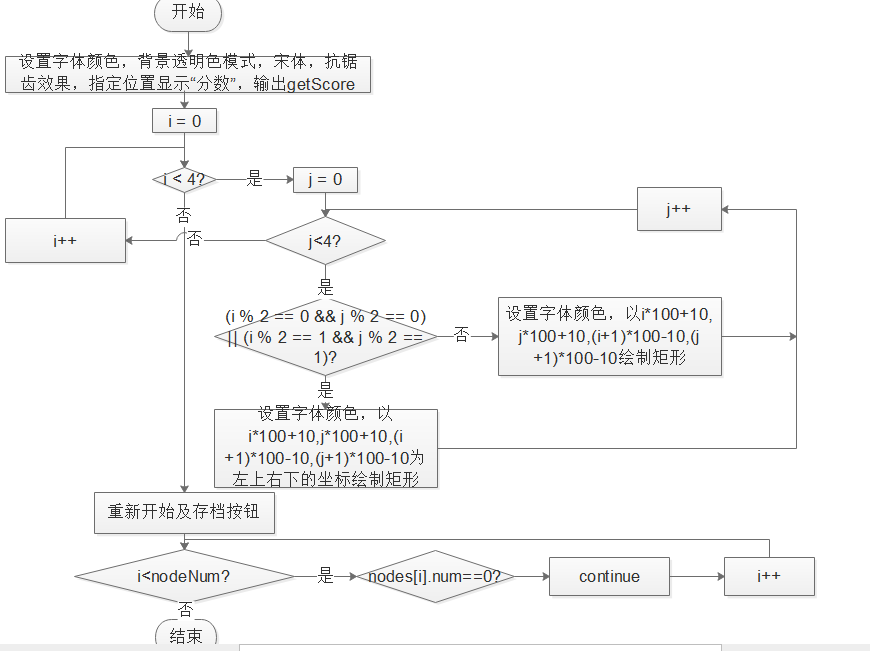 开始
设置字体颜色，背景透明色模式，宋体，抗锯
齿效果，指定位置显示“分数”，输出getScore
i = 0
i < 4?
是
j = 0
j++
否
i++
否
j<4?
是
(i % 2 == 0 && j % 2 == 0)
|| (i % 2 == 1 && j % 2 ==
1)?
否
设置字体颜色，以i*100+10,
j*100+10,(i+1)*100-10,(j
+1)*100-10绘制矩形
是
设置字体颜色，以
i*100+10,j*100+10,(i
+1)*100-10,(j+1)*100-10为
左上右下的坐标绘制矩形
重新开始及存档按钮
i<nodeNum?
是
nodes[i].num==0?
continue
i++
否
结束